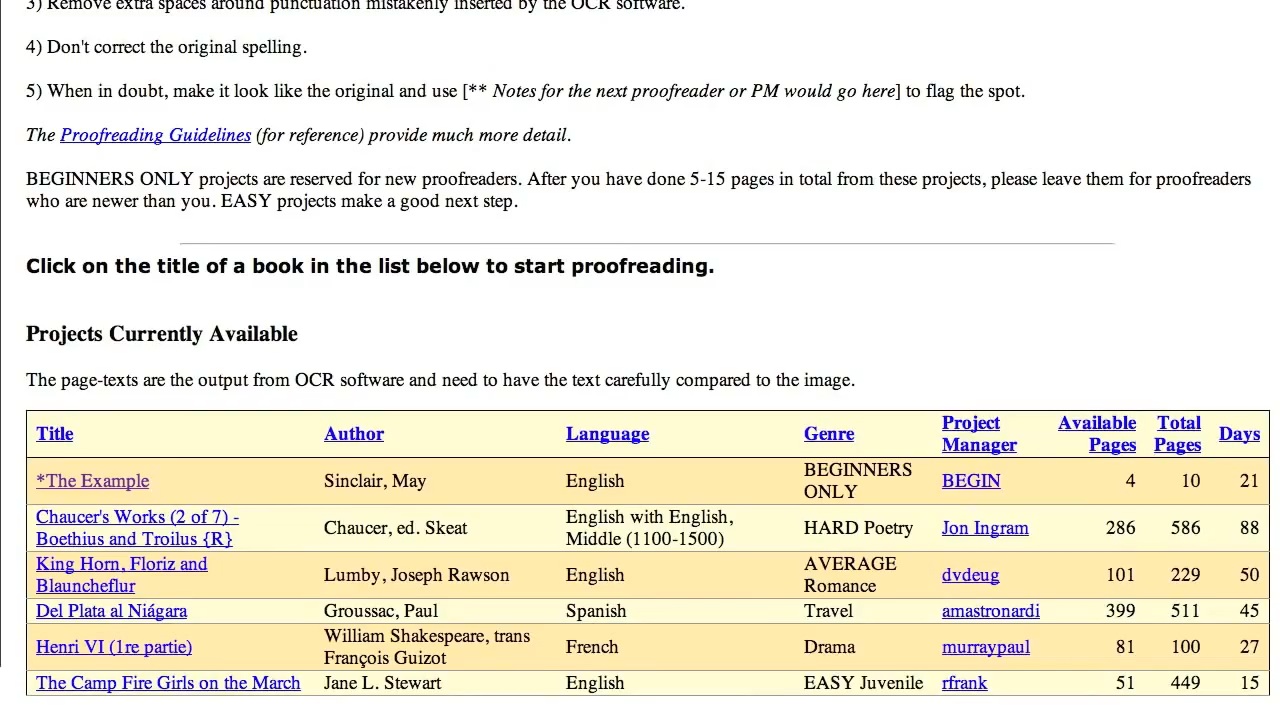 3) Remove extra spaces around punctuation mistakenly inserted by the OCR software.
4) Don't correct the original spelling.
5) When in doubt, make it look like the original and use [** Notes for the next proofreader or PM would go here] to flag the spot.
The Proofreading Guidelines (for reference) provide much more detail.
BEGINNERS ONLY projects are reserved for new proofreaders. After you have done 5-15 pages in total from these projects, please leave them for proofreaders
who are newer than you. EASY projects make a good next step.
Click on the title of a book in the list below to start proofreading.
Projects Currently Available
The page-texts are the output from OCR software and need to have the text carefully compared to the image.
Title Author Language Genre Project Manager Available Pages Total Pages Days
*The Example Sinclair, May English BEGINNERS ONLY BEGIN 4 10 21
Chaucer's Works (2 of 7) - Boethius and Troilus {R} Chaucer, ed. Skeat English with English, Middle (1100-1500) HARD Poetry Jon Ingram 286 586 88
King Horn, Floriz and Blauncheflur Lumby, Joseph Rawson English AVERAGE Romance dvdeug 101 229 50
Del Plata al Niágara Groussac, Paul Spanish Travel amastronardi 399 511 45
Henri VI (1re partie) William Shakespeare, trans François Guizot French Drama murraypaul 81 100 27
The Camp Fire Girls on the March Jane L. Stewart English EASY Juvenile rfrank 51 449 15